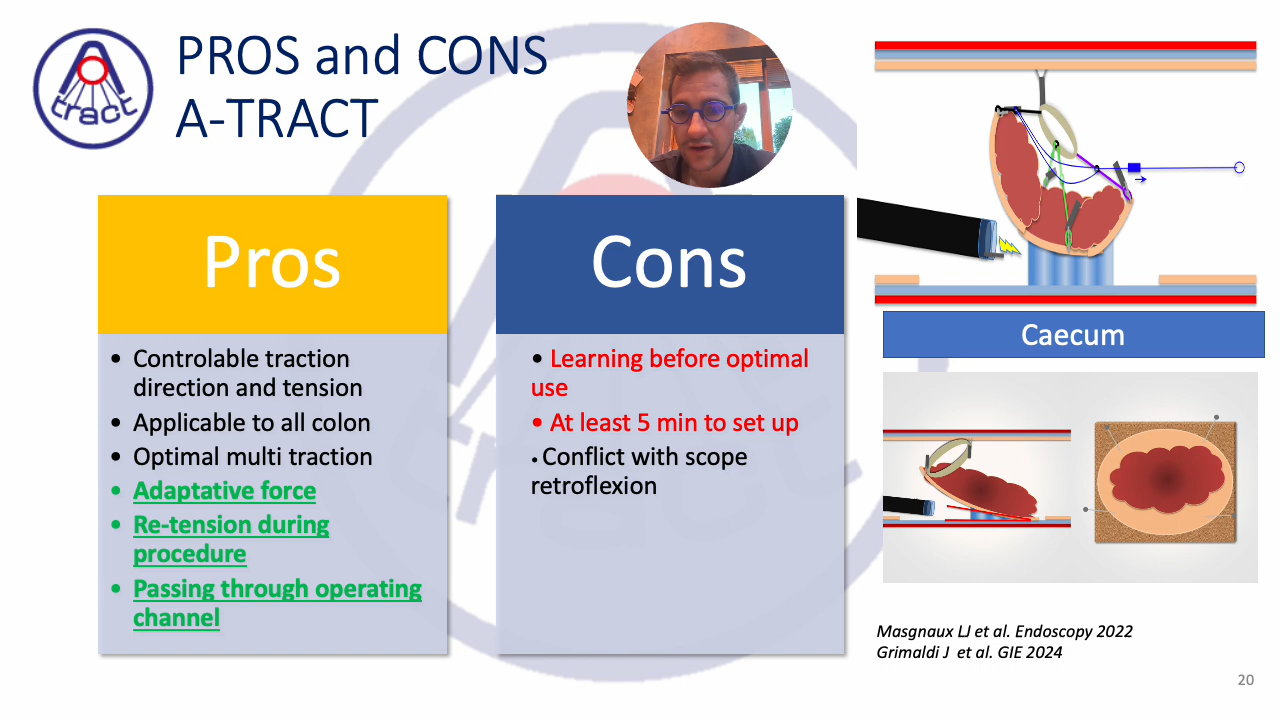 A
tract
PROS and CONS
A-TRACT
Pros
• Controlable traction
direction and tension
• Applicable to all colon
• Optimal multi traction
• Adaptative force
• Re-tension during
procedure
• Passing through operating
channel
Cons
• Learning before optimal
use
• At least 5 min to set up
• Conflict with scope
retroflexion
Caecum
Masgnaux LJ et al. Endoscopy 2022
Grimaldi J et al. GIE 2024
20